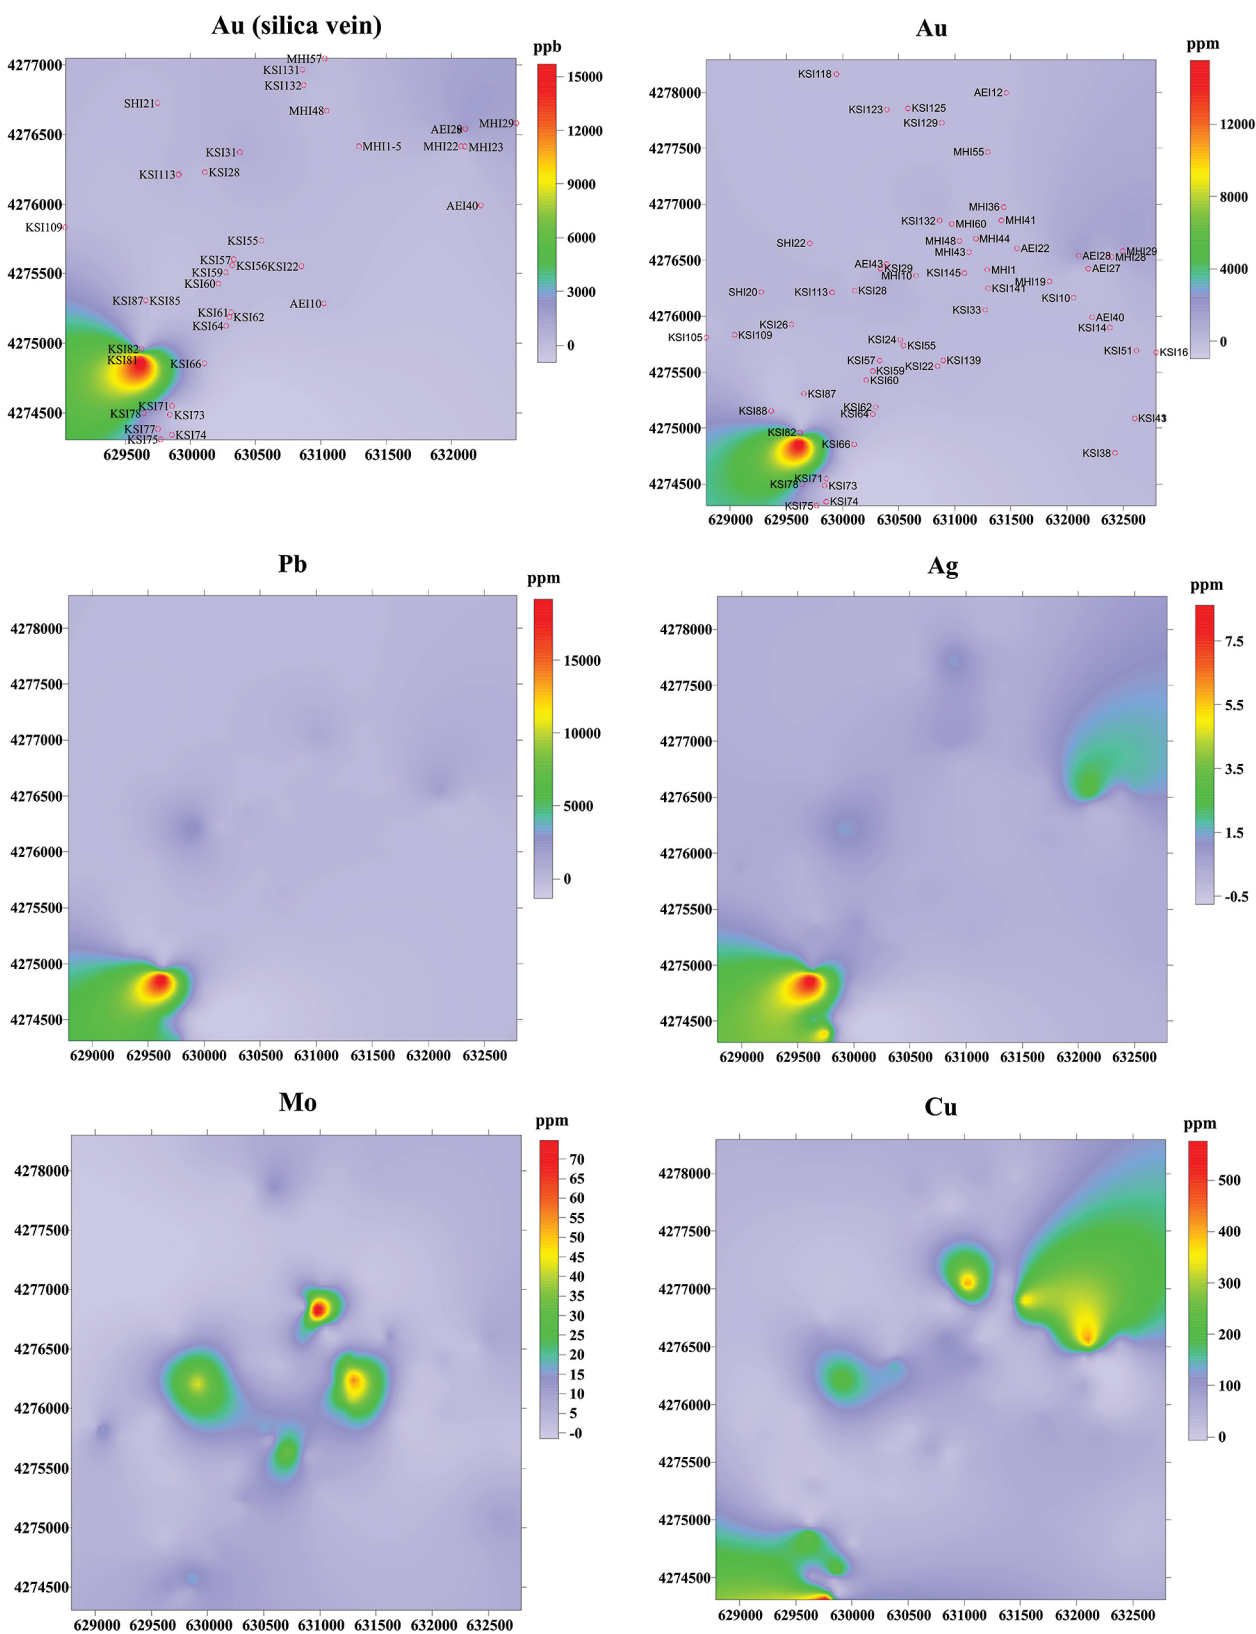 Au (silica vein)
ppb
4277000
4276500
4276000
4275500
4275000
4274500
629500 630000 630500 631000 631500 632000
15000
12000
9000
6000
3000
0
MHI57
KSI131
KSI132
SHI21
MHI48
MHI29
MHI1-5
MHI22
MHI23
KSI31
KSI113
KSI28
AEI40
KSI109
KSI55
KSI57
KSI56
KSI22
KSI59
KSI60
KSI87
KSI85
AEI10
KSI61
KSI62
KSI64
KSI82
KSI81
KSI66
KSI71
KSI78
KSI73
KSI77
KSI74
KSI75
Au
ppm
4278000
4277500
4277000
4276500
4276000
4275500
4275000
4274500
629000 629500 630000 630500 631000 631500 632000 632500
12000
8000
4000
0
KSI118
AEI12
KSI123
KSI125
KSI129
MHI55
MHI36
KSI132
MHI60
MHI41
SHI22
MHI48
MHI44
MHI43
AEI22
MHI29
AEI28
MHI28
AEI43
KSI29
AEI27
MHI10
KSI145
MHI1
MHI19
SHI20
KSI113
KSI28
KSI141
KSI10
KSI33
AEI40
KSI26
KSI14
KSI105
KSI109
KSI24
KSI55
KSI51
KSI16
KSI57
KSI139
KSI22
KSI59
KSI60
KSI87
KSI62
KSI88
KSI64
KSI82
KSI66
KSI38
KSI71
KSI78
KSI73
KSI74
KSI75
Pb
ppm
4278000
4277500
4277000
4276500
4276000
4275500
4275000
4274500
629000 629500 630000 630500 631000 631500 632000 632500
15000
10000
5000
0
Ag
ppm
4278000
4277500
4277000
4276500
4276000
4275500
4275000
4274500
629000 629500 630000 630500 631000 631500 632000 632500
7.5
5.5
3.5
1.5
-0.5
Mo
ppm
4278000
4277500
4277000
4276500
4276000
4275500
4275000
4274500
629000 629500 630000 630500 631000 631500 632000 632500
70
65
60
55
50
45
40
35
30
25
20
15
10
5
-0
Cu
ppm
4278000
4277500
4277000
4276500
4276000
4275500
4275000
4274500
629000 629500 630000 630500 631000 631500 632000 632500
500
400
300
200
100
0